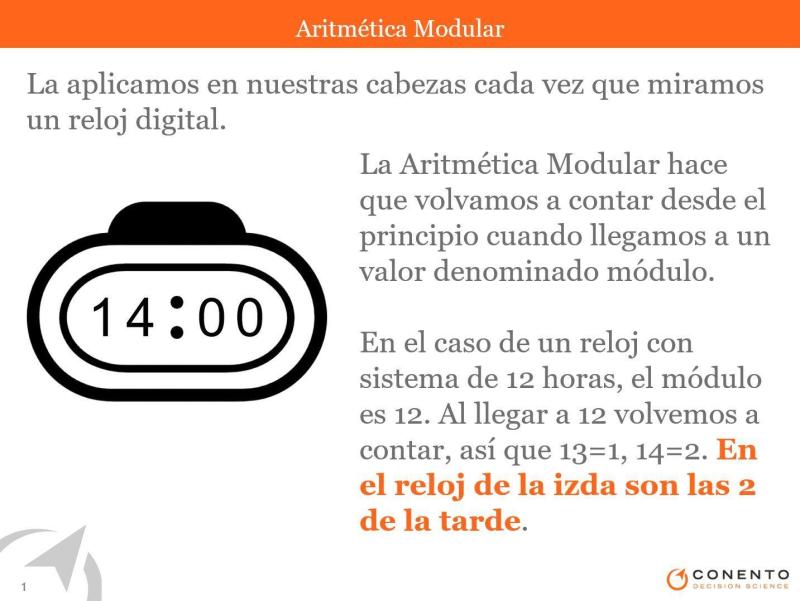 Aritmética Modular
La aplicamos en nuestras cabezas cada vez que miramos
un reloj digital.
La Aritmética Modular hace
que volvamos a contar desde el
principio cuando llegamos a un
valor denominado módulo.
14:00
En el caso de un reloj con
sistema de 12 horas, el módulo
es 12. Al llegar a 12 volvemos a
contar, así que 13=1, 14=2. En
el reloj de la izda son las 2
de la tarde.
1
CONENTO
DECISION SCIENCE